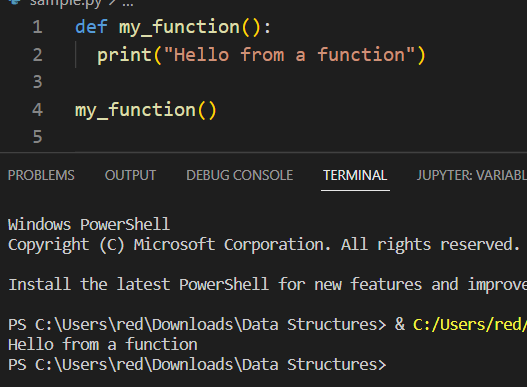 sample.py > ...
1 def my_function():
2   print("Hello from a function")
3
4 my_function()
5
PROBLEMS OUTPUT DEBUG CONSOLE TERMINAL JUPYTER: VARIABL
Windows PowerShell
Copyright (C) Microsoft Corporation. All rights reserved.
Install the latest PowerShell for new features and improve
PS C:\Users\red\Downloads\Data Structures> & C:/Users/red/
Hello from a function
PS C:\Users\red\Downloads\Data Structures>